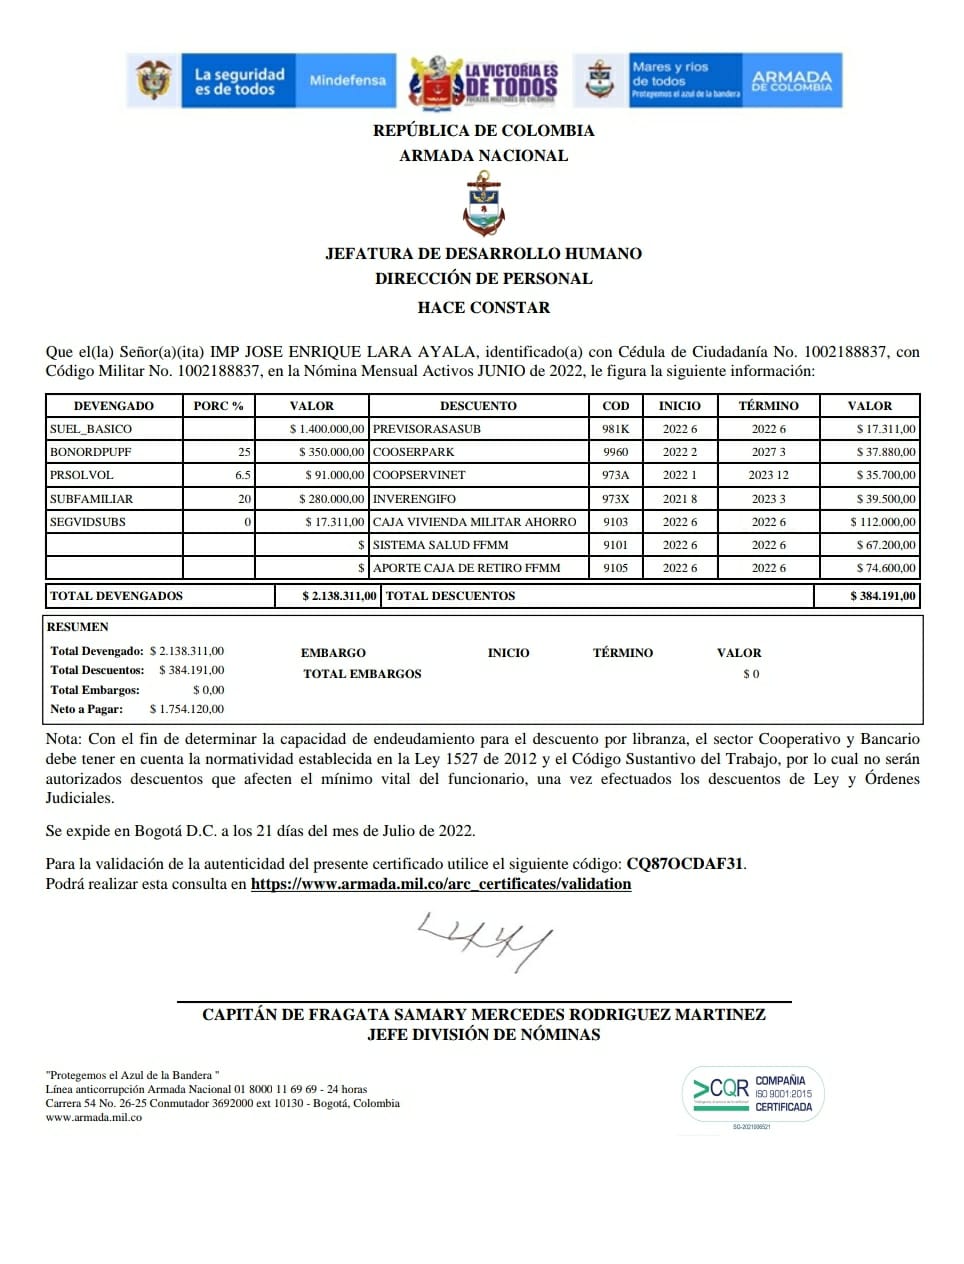 La seguridad
es de todos
Mindefensa
LA VICTORIA ES
DE TODOS
FUERZAS MILITARES DE COLOMBIA
Mares y rios
de todos
Protegemos el azul de la bandera
ARMADA
DE COLOMBIA
REPÚBLICA DE COLOMBIA
ARMADA NACIONAL
JEFATURA DE DESARROLLO HUMANO
DIRECCIÓN DE PERSONAL
HACE CONSTAR
Que el(la) Señor(a)(ita) IMP JOSE ENRIQUE LARA AYALA, identificado(a) con Cédula de Ciudadanía No. 1002188837, con
Código Militar No. 1002188837, en la Nómina Mensual Activos JUNIO de 2022, le figura la siguiente información:
DEVENGADO PORC % VALOR DESCUENTO COD INICIO TÉRMINO VALOR
SUEL_BASICO $ 1.400.000,00 PREVISORASASUB 981K 2022 6 2022 6 $ 17.311,00
BONORDPUPF 25 $ 350.000,00 COOSERPARK 9960 2022 2 2027 3 $ 37.880,00
PRSOLVOL 6.5 $ 91.000,00 COOPSERVINET 973A 2022 1 2023 12 $ 35.700,00
SUBFAMILIAR 20 $ 280.000,00 INVERENGIFO 973X 2021 8 2023 3 $ 39.500,00
SEGVIDSUBS 0 $ 17.311,00 CAJA VIVIENDA MILITAR AHORRO 9103 2022 6 2022 6 $ 112.000,00
$ SISTEMA SALUD FFMM 9101 2022 6 2022 6 $ 67.200,00
$ APORTE CAJA DE RETIRO FFMM 9105 2022 6 2022 6 $ 74.600,00
TOTAL DEVENGADOS $ 2.138.311,00 TOTAL DESCUENTOS $ 384.191,00
RESUMEN
Total Devengado: $ 2.138.311,00 EMBARGO INICIO TÉRMINO VALOR
Total Descuentos: $ 384.191,00 TOTAL EMBARGOS $ 0
Total Embargos: $ 0,00
Neto a Pagar: $ 1.754.120,00
Nota: Con el fin de determinar la capacidad de endeudamiento para el descuento por libranza, el sector Cooperativo y Bancario
debe tener en cuenta la normatividad establecida en la Ley 1527 de 2012 y el Código Sustantivo del Trabajo, por lo cual no serán
autorizados descuentos que afecten el mínimo vital del funcionario, una vez efectuados los descuentos de Ley y Órdenes
Judiciales.
Se expide en Bogotá D.C. a los 21 días del mes de Julio de 2022.
Para la validación de la autenticidad del presente certificado utilice el siguiente código: CQ87OCDAF31.
Podrá realizar esta consulta en https://www.armada.mil.co/arc_certificates/validation
CAPITÁN DE FRAGATA SAMARY MERCEDES RODRIGUEZ MARTINEZ
JEFE DIVISIÓN DE NÓMINAS
"Protegemos el Azul de la Bandera "
Línea anticorrupción Armada Nacional 01 8000 11 69 69 - 24 horas
Carrera 54 No. 26-25 Conmutador 3692000 ext 10130 - Bogotá, Colombia
www.armada.mil.co
CQR
COMPAÑIA
ISO 9001:2015
CERTIFICADA
SG-2021006521